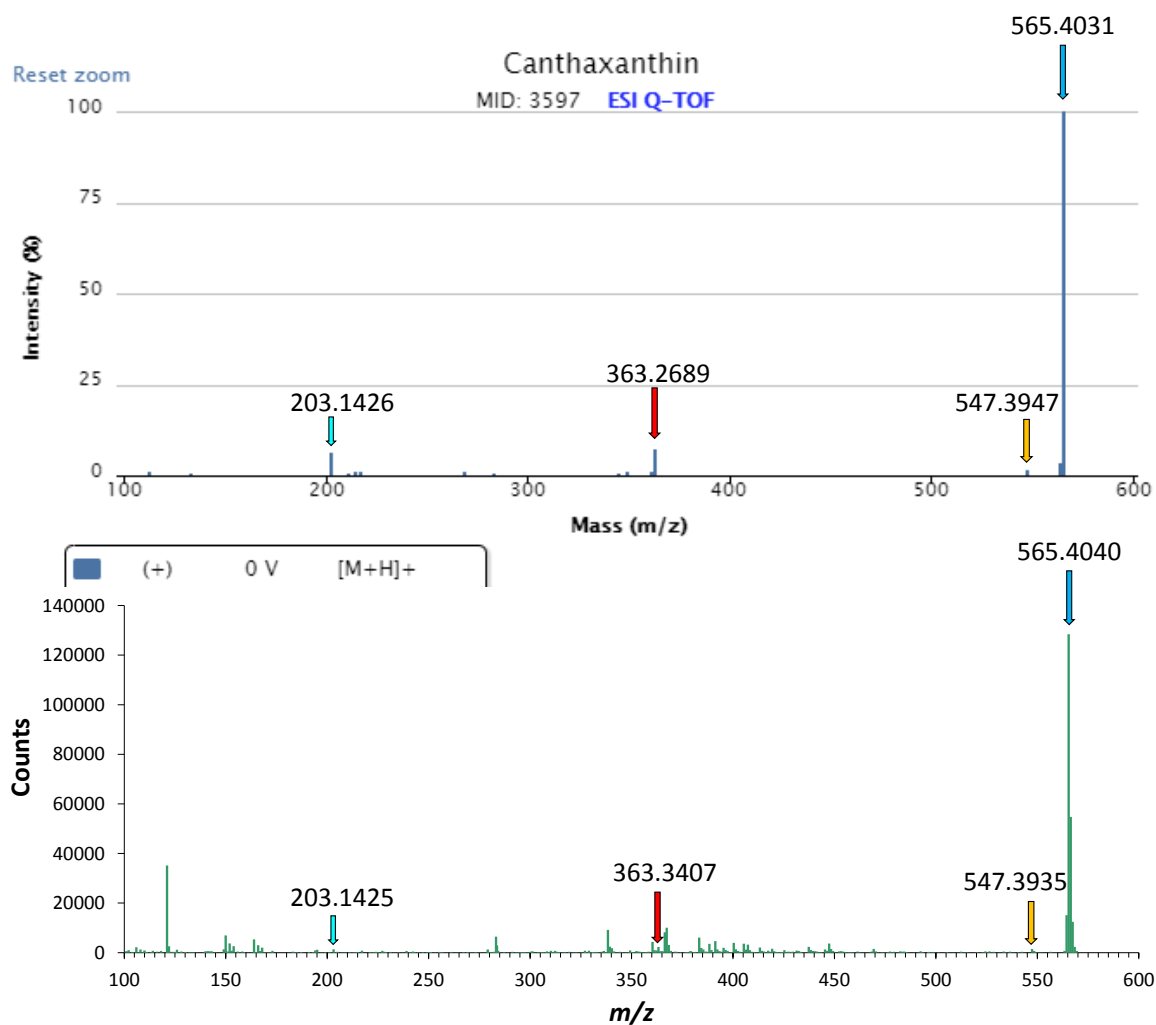 565.4031
Reset zoom
Canthaxanthin
MID: 3597 ESI Q-TOF
100
75
50
25
0
Intensity (%)
203.1426
363.2689
547.3947
100 200 300 400 500 600
Mass (m/z)
(+) 0 V [M+H]+
565.4040
140000
120000
100000
80000
60000
40000
20000
0
Counts
203.1425
363.3407
547.3935
100 150 200 250 300 350 400 450 500 550 600
m/z